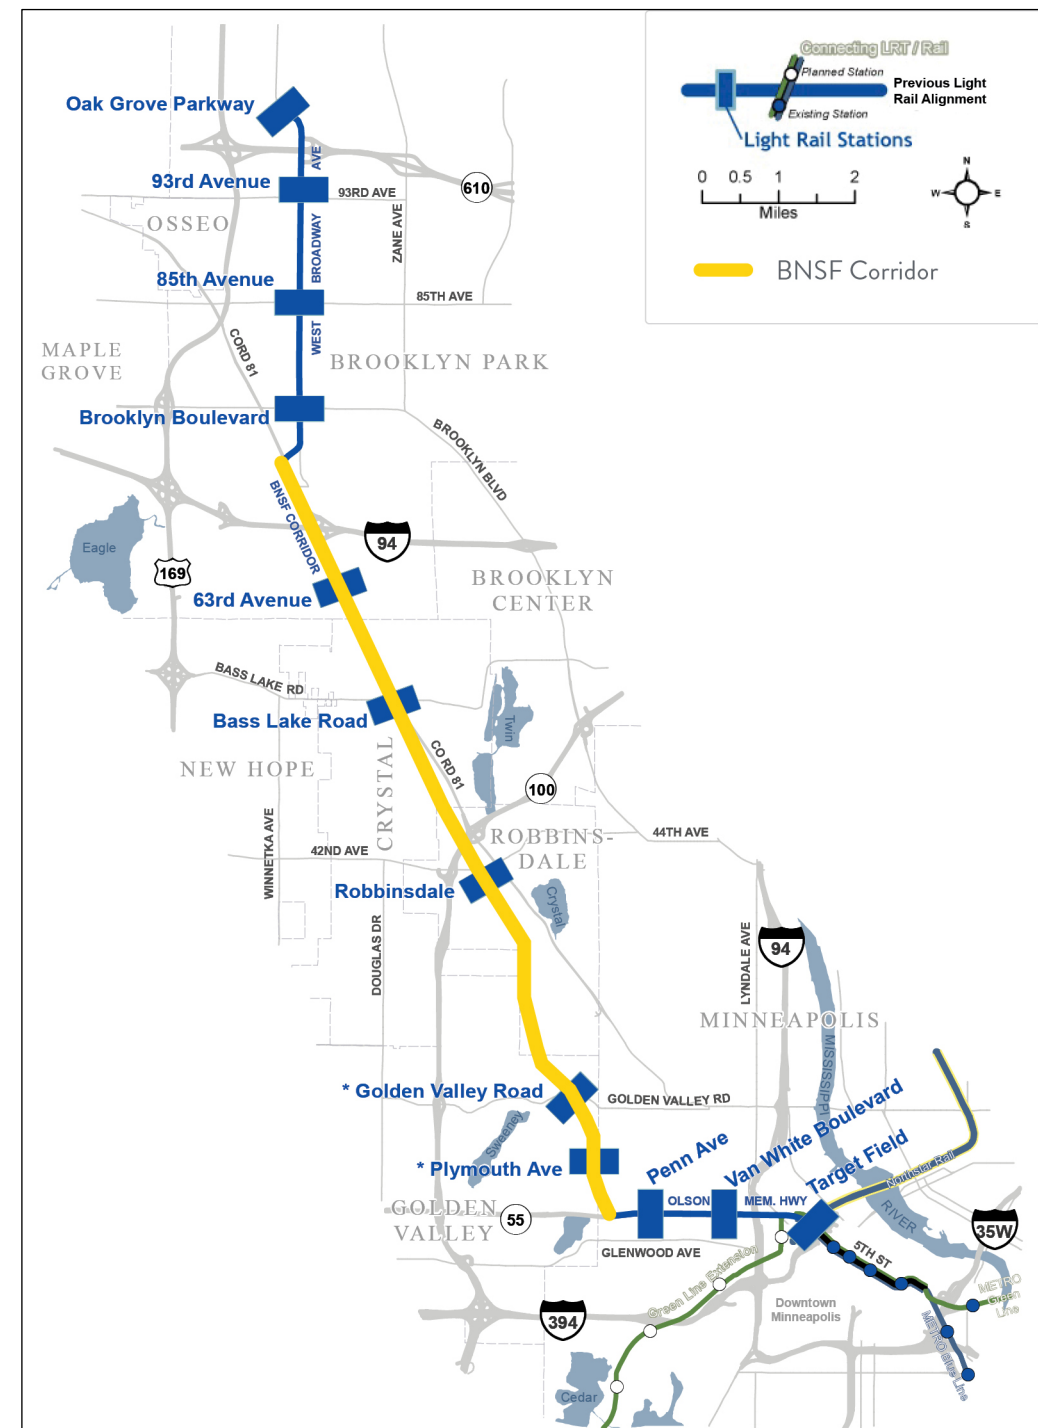 Connecting LRT / Rail
Planned Station
Previous Light
Rail Alignment
Existing Station
Light Rail Stations
0 0.5 1 2
Miles
N
W E
S
BNSF Corridor
Oak Grove Parkway
AVE
93rd Avenue
93RD AVE
610
OSSEO
ZANE AVE
BROADWAY
85th Avenue
85TH AVE
WEST
CORD 81
MAPLE
GROVE
BROOKLYN PARK
Brooklyn Boulevard
BROOKLYN BLVD
BNSF CORRIDOR
94
Eagle
169
BROOKLYN
CENTER
63rd Avenue
BASS LAKE RD
Bass Lake Road
Twin
NEW HOPE
CRYSTAL
CO RD 81
100
WINNETKA AVE
42ND AVE
ROBBINS-
DALE
44TH AVE
Robbinsdale
Crystal
DOUGLAS DR
LYNDALE AVE
94
MINNEAPOLIS
MISSISSIPPI
* Golden Valley Road
GOLDEN VALLEY RD
Sweeney
* Plymouth Ave
Penn Ave
Van White Boulevard
Target Field
Northstar Rail
RIVER
GOLDEN
VALLEY
55
OLSON
MEM. HWY
35W
GLENWOOD AVE
5TH ST
Green Line Extension
METRO
Green
Line
Downtown
Minneapolis
METRO Blue Line
394
Cedar